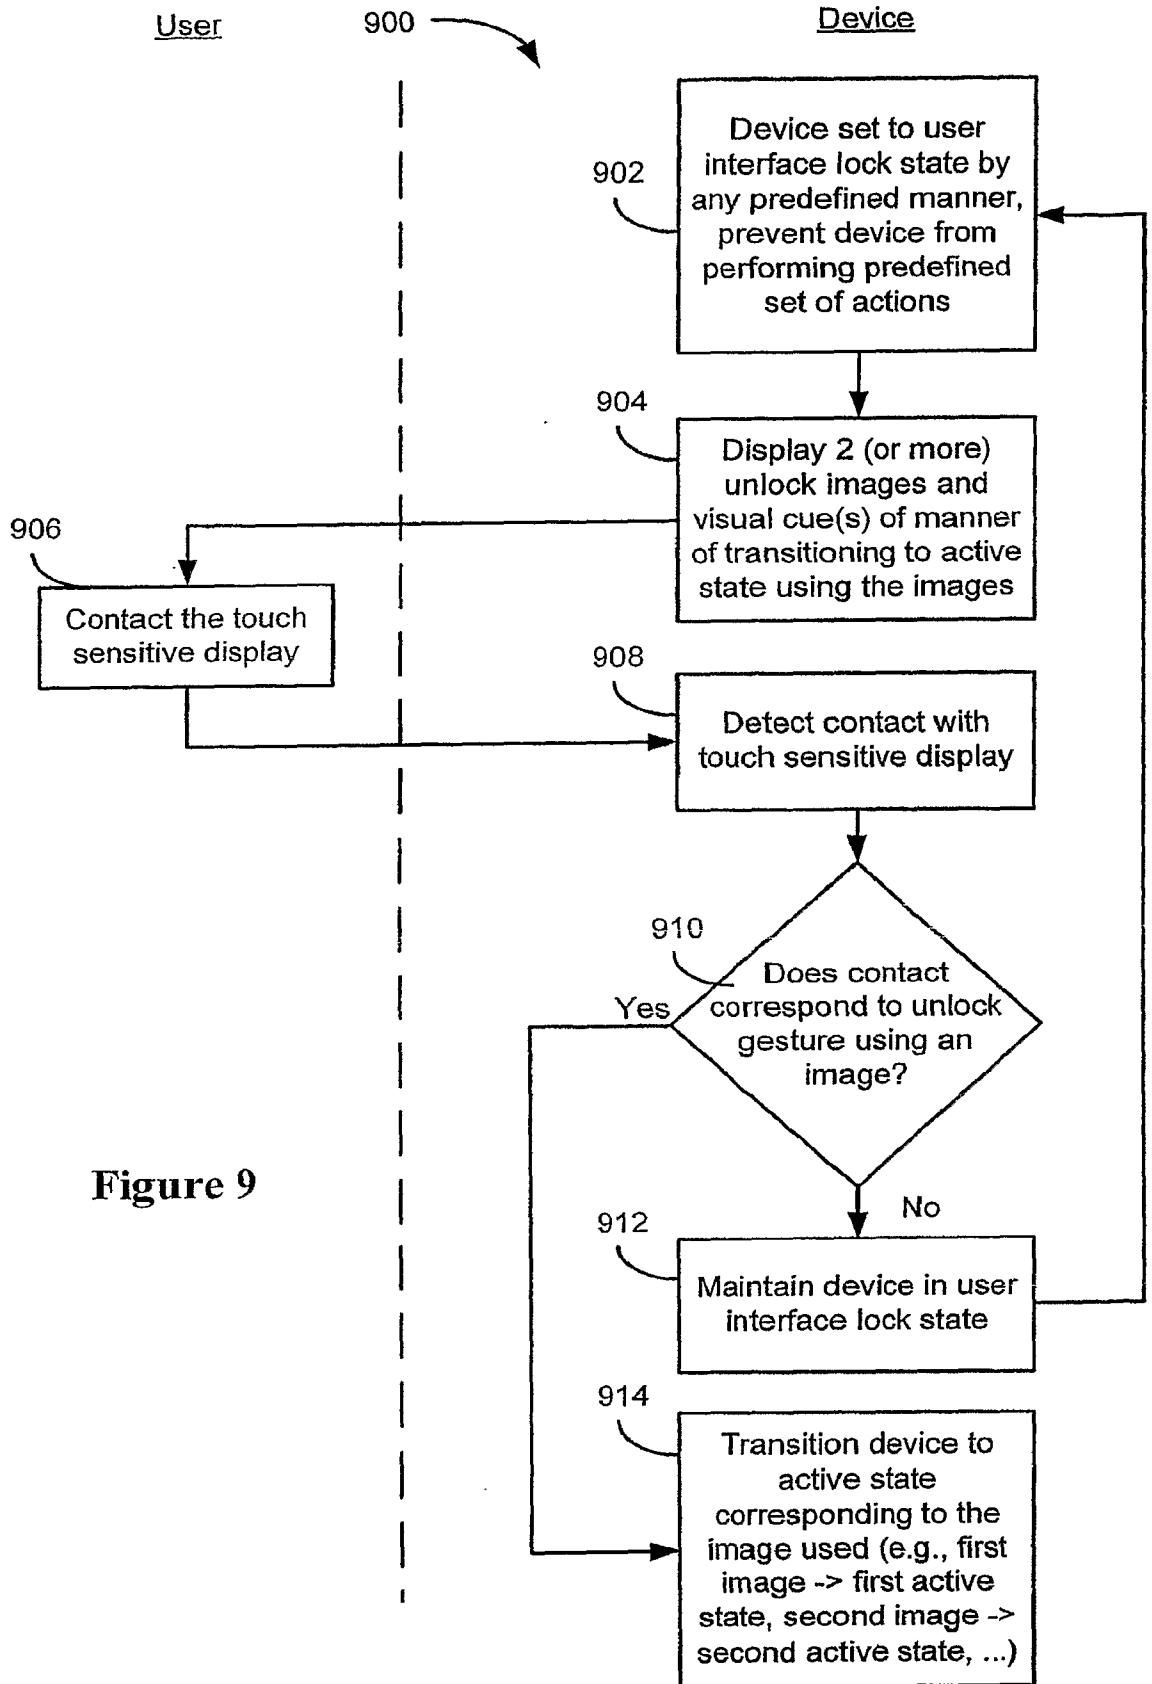 User
900
Device
902
Device set to user
interface lock state by
any predefined manner,
prevent device from
performing predefined
set of actions
904
Display 2 (or more)
unlock images and
visual cue(s) of manner
of transitioning to active
state using the images
906
Contact the touch
sensitive display
908
Detect contact with
touch sensitive display
910
Does contact
correspond to unlock
gesture using an
image?
Yes
No
Figure 9
912
Maintain device in user
interface lock state
914
Transition device to
active state
corresponding to the
image used (e.g., first
image -> first active
state, second image ->
second active state, ...)